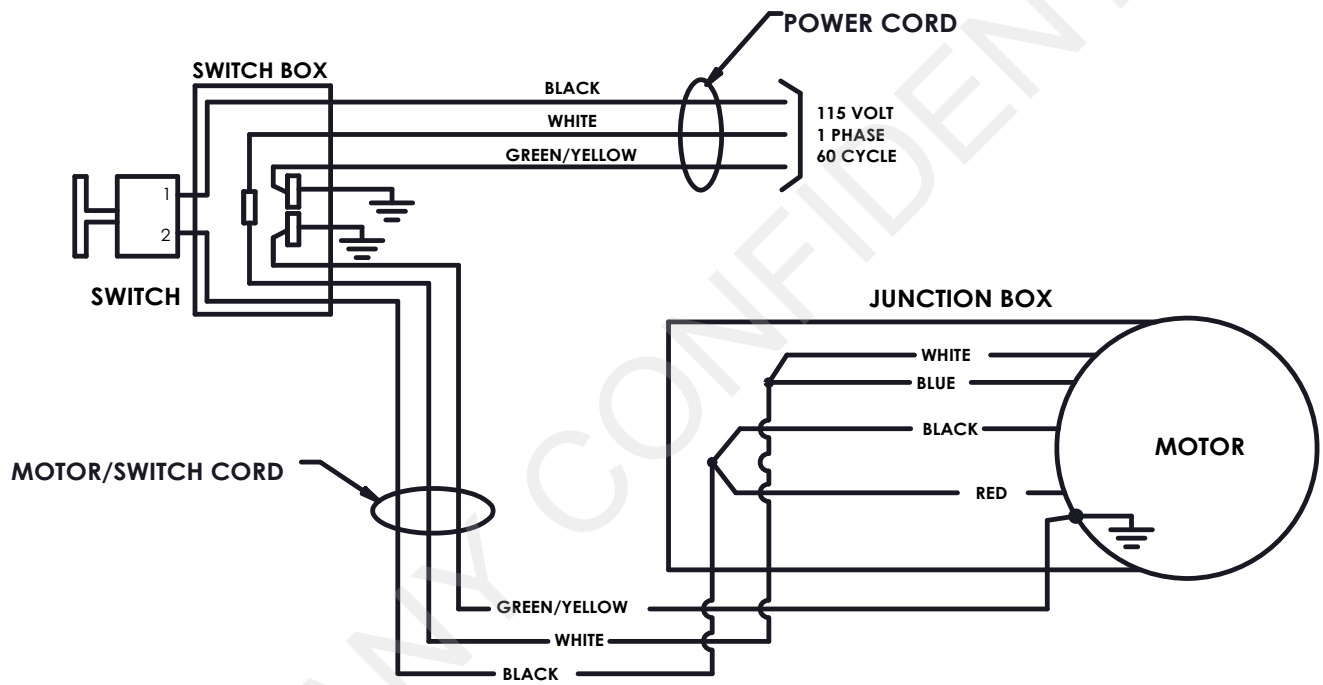 POWER CORD
SWITCH BOX
BLACK
WHITE
GREEN/YELLOW
115 VOLT
1 PHASE
60 CYCLE
1
2
SWITCH
JUNCTION BOX
WHITE
BLUE
BLACK
MOTOR
RED
MOTOR/SWITCH CORD
GREEN/YELLOW
WHITE
BLACK